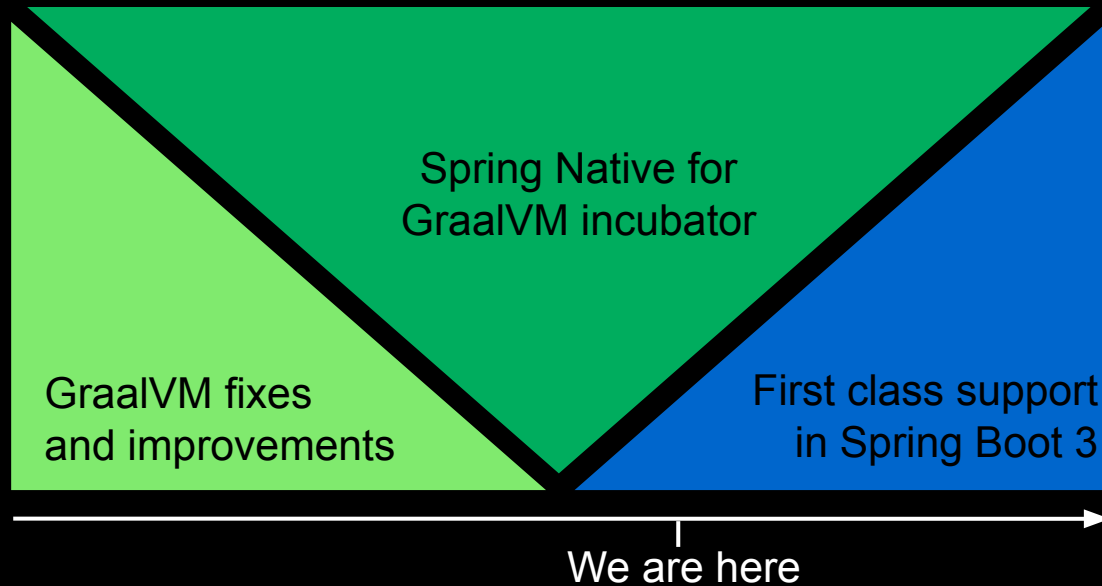 Spring Native for
GraalVM incubator
GraalVM fixes
and improvements
First class support
in Spring Boot 3
We are here